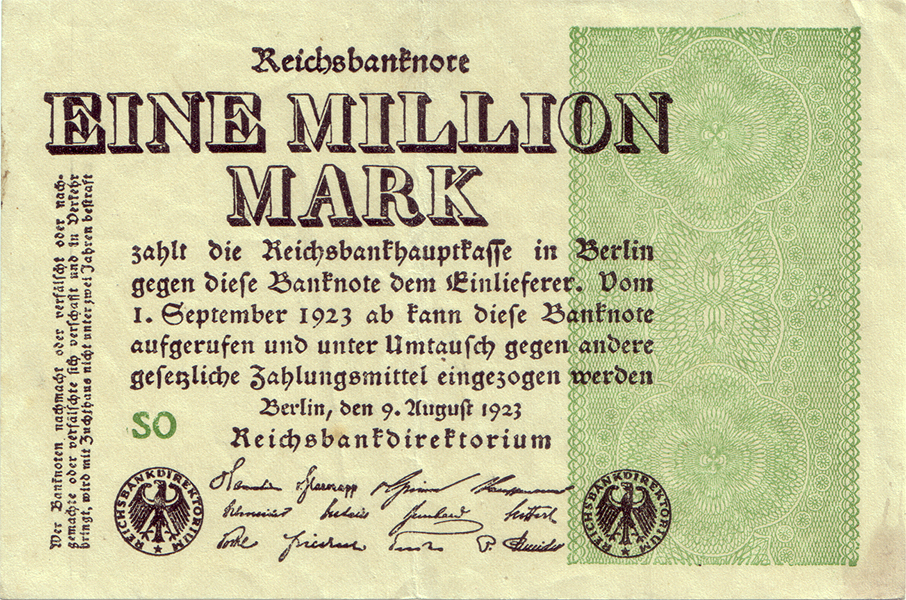 Reichsbanknote
EINE MILLION
MARK
zahlt die Reichsbankhauptkasse in Berlin
gegen diese Banknote dem Einlieferer. Vom
1. September 1923 ab kann diese Banknote
aufgerufen und unter Umtausch gegen andere
gesetzliche Zahlungsmittel eingezogen werden
Berlin, den 9. August 1923
Reichsbankdirektorium
SO
Wer Banknoten nachmacht oder verfälscht oder nach-
gemachte oder verfälschte sich verschafft und in Verkehr
bringt, wird mit Zuchthaus nicht unter zwei Jahren bestraft
REICHSBANKDIREKTORIUM
REICHSBANKDIREKTORIUM